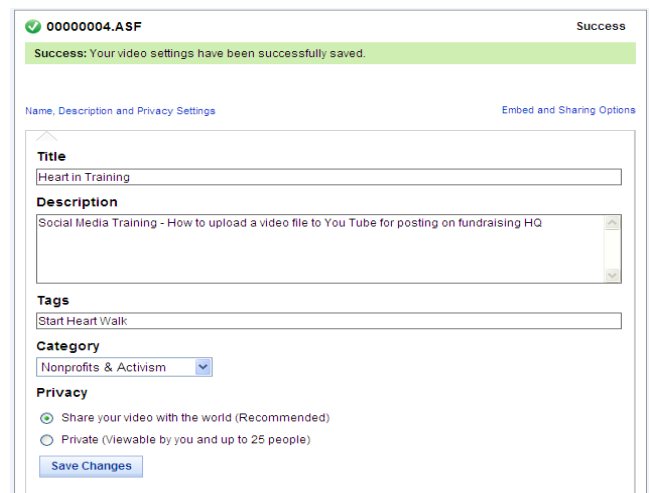 00000004.ASF Success
Success: Your video settings have been successfully saved.
Name, Description and Privacy Settings Embed and Sharing Options
Title
Heart in Training
Description
Social Media Training - How to upload a video file to You Tube for posting on fundraising HQ
Tags
Start Heart Walk
Category
Nonprofits & Activism
Privacy
Share your video with the world (Recommended)
Private (Viewable by you and up to 25 people)
Save Changes